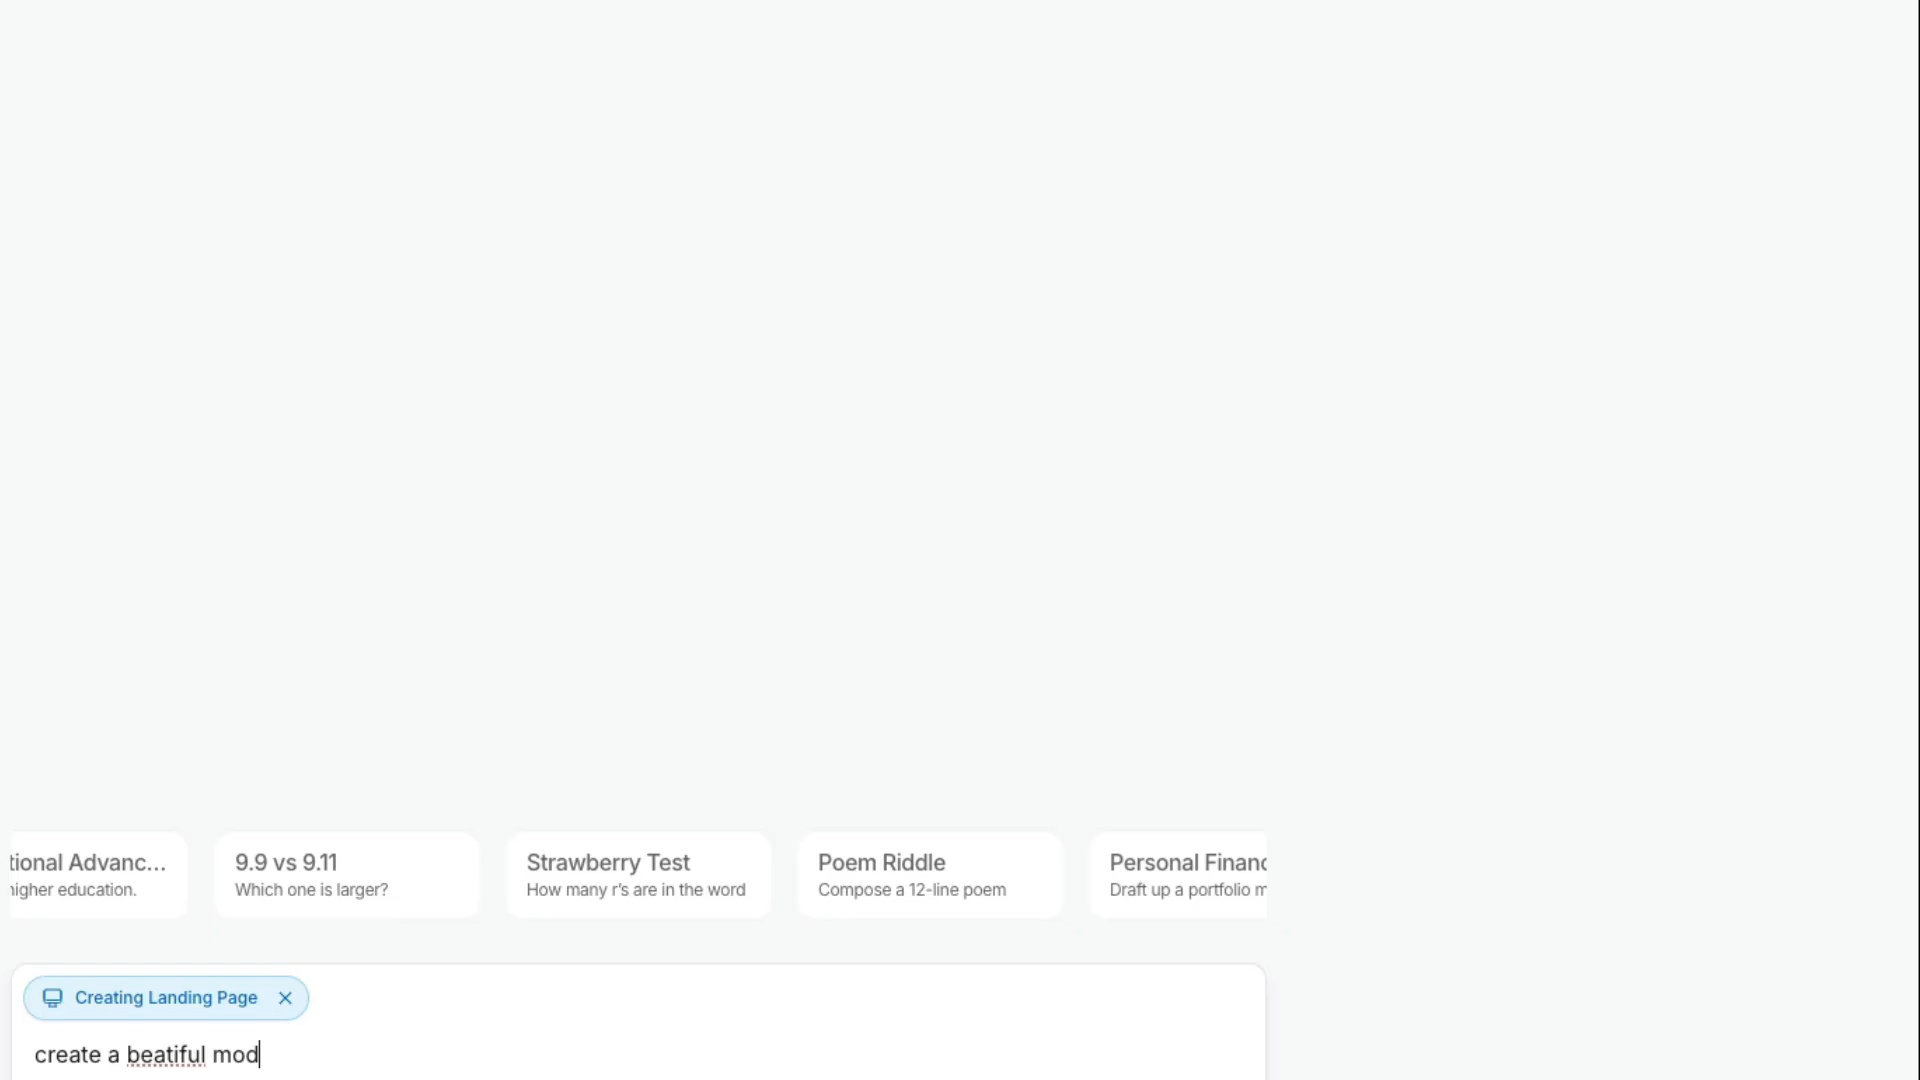 tional Advanc...
higher education.
9.9 vs 9.11
Which one is larger?
Strawberry Test
How many r's are in the word
Poem Riddle
Compose a 12-line poem
Personal Financ
Draft up a portfolio m
Creating Landing Page
create a beatiful mod